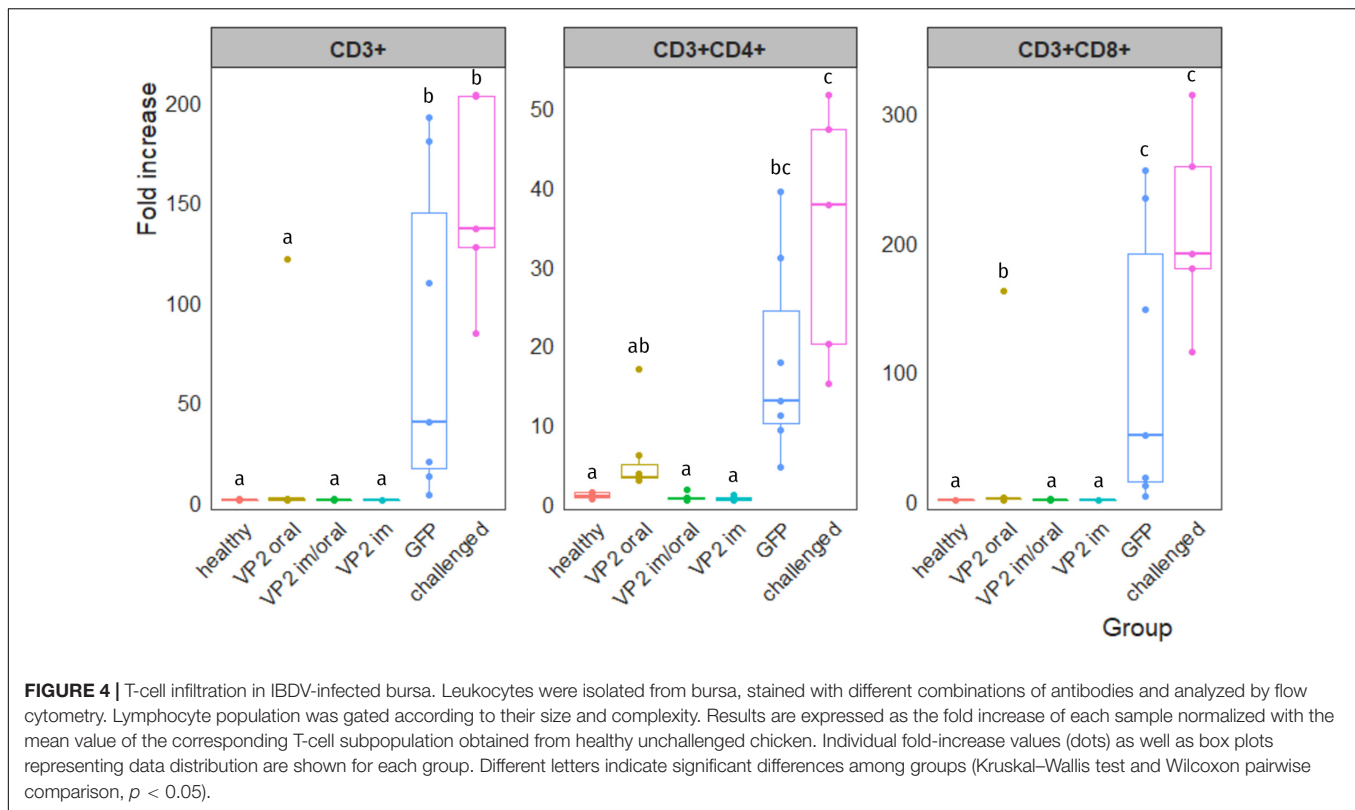 CD3+
CD3+CD4+
CD3+CD8+
Fold increase
200
150
100
50
0
a
a
a
a
b
b
50
40
30
20
10
0
a
ab
a
a
bc
c
300
200
100
0
a
b
a
a
c
c
healthy
VP2 oral
VP2 im/oral
VP2 im
GFP
challenged
healthy
VP2 oral
VP2 im/oral
VP2 im
GFP
challenged
healthy
VP2 oral
VP2 im/oral
VP2 im
GFP
challenged
Group
FIGURE 4 | T-cell infiltration in IBDV-infected bursa. Leukocytes were isolated from bursa, stained with different combinations of antibodies and analyzed by flow
cytometry. Lymphocyte population was gated according to their size and complexity. Results are expressed as the fold increase of each sample normalized with the
mean value of the corresponding T-cell subpopulation obtained from healthy unchallenged chicken. Individual fold-increase values (dots) as well as box plots
representing data distribution are shown for each group. Different letters indicate significant differences among groups (Kruskal–Wallis test and Wilcoxon pairwise
comparison, p < 0.05).